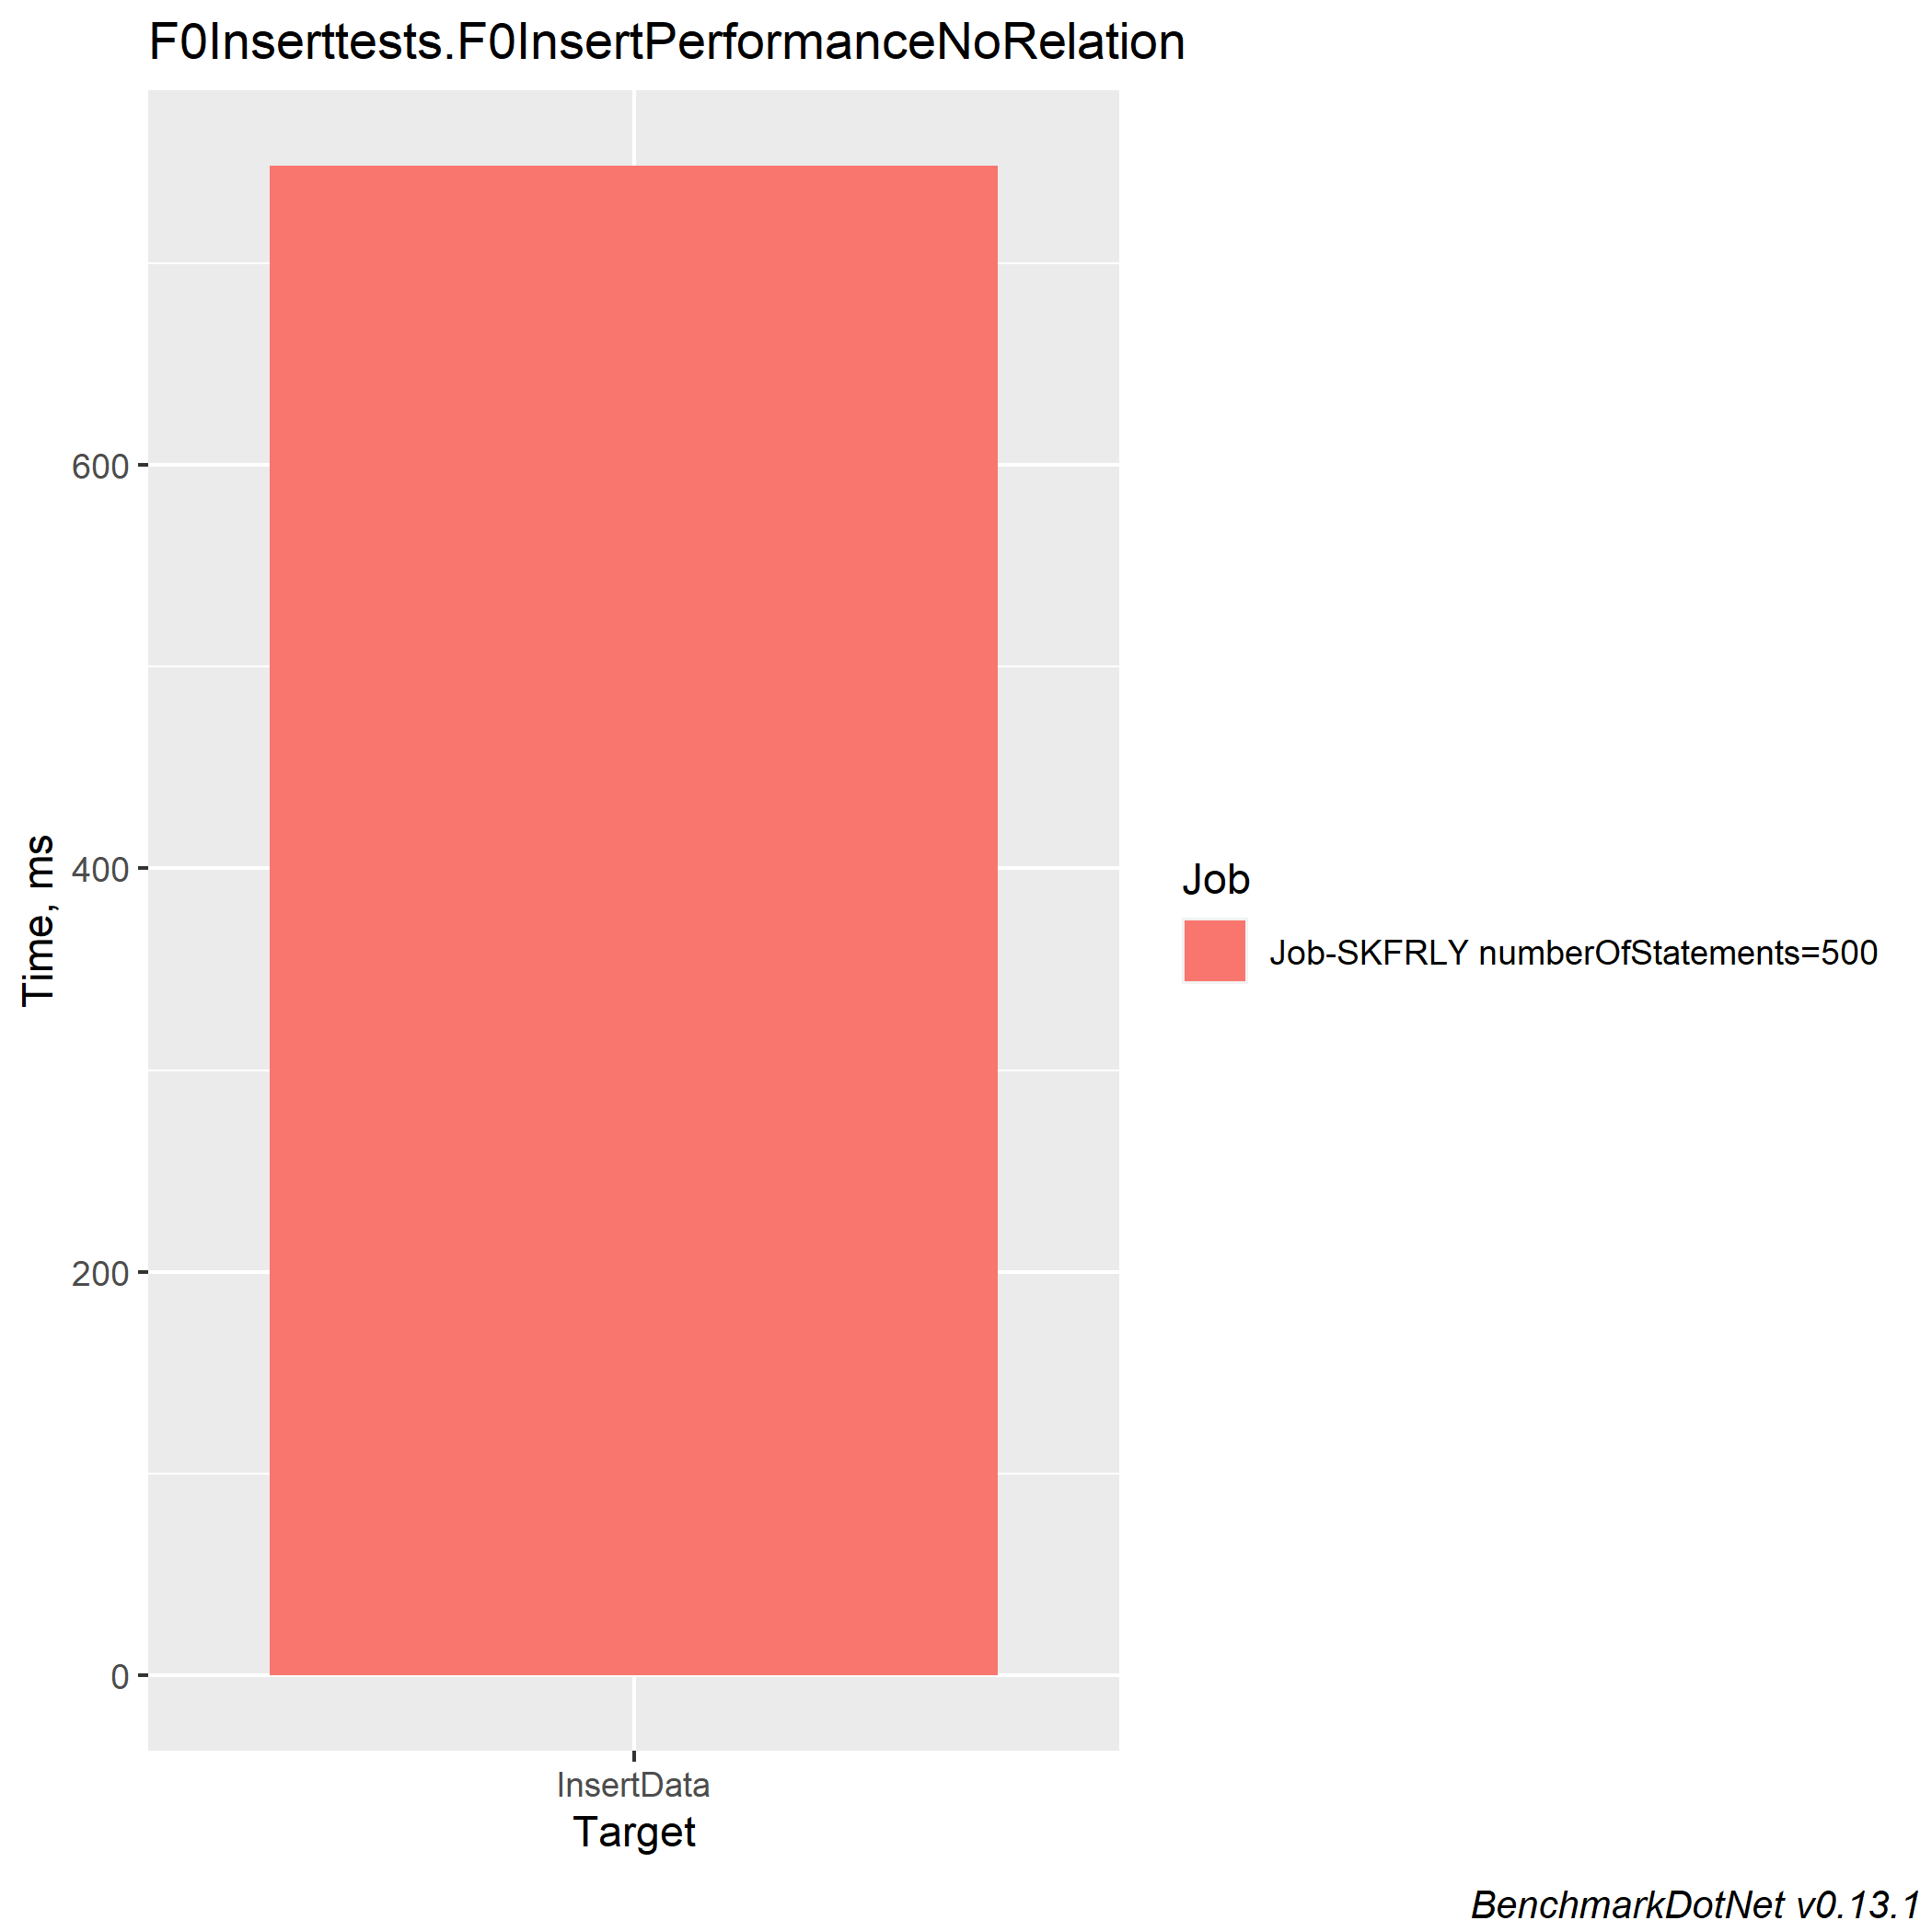 F0Inserttests.F0InsertPerformanceNoRelation
Time, ms
600
400
200
0
InsertData
Target
Job
Job-SKFRLY numberOfStatements=500
BenchmarkDotNet v0.13.1